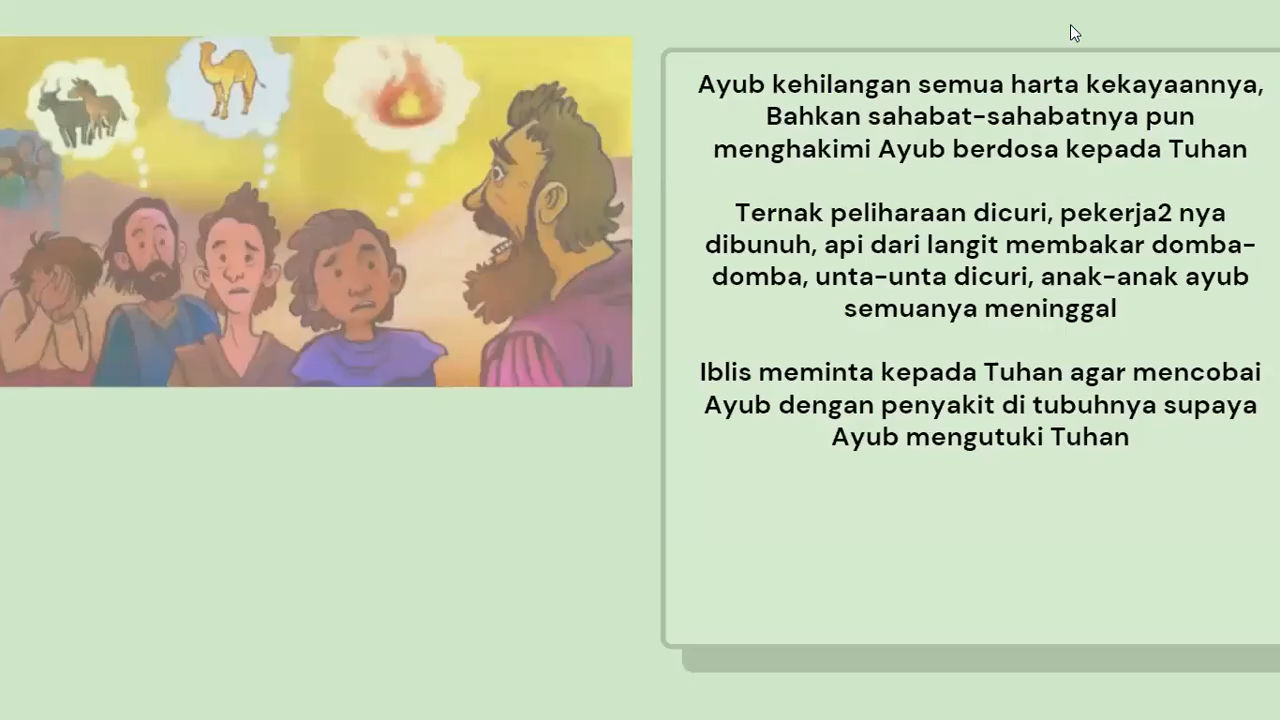 Ayub kehilangan semua harta kekayaannya,
Bahkan sahabat-sahabatnya pun
menghakimi Ayub berdosa kepada Tuhan
Ternak peliharaan dicuri, pekerja2 nya
dibunuh, api dari langit membakar domba-
domba, unta-unta dicuri, anak-anak ayub
semuanya meninggal
Iblis meminta kepada Tuhan agar mencobai
Ayub dengan penyakit di tubuhnya supaya
Ayub mengutuki Tuhan